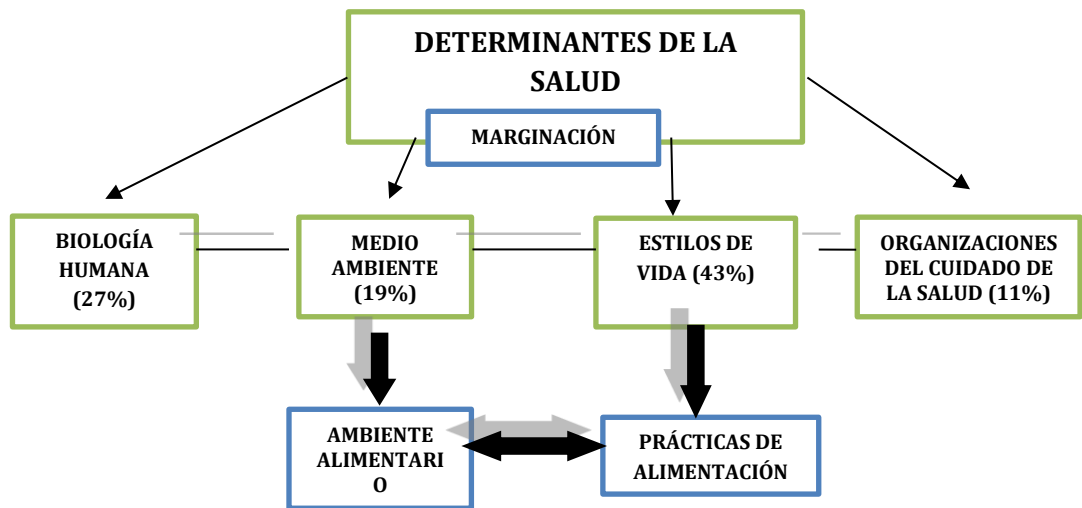 DETERMINANTES DE LA
SALUD
MARGINACIÓN
BIOLOGÍA
HUMANA
(27%)
MEDIO
AMBIENTE
(19%)
ESTILOS DE
VIDA (43%)
ORGANIZACIONES
DEL CUIDADO DE
LA SALUD (11%)
AMBIENTE
ALIMENTARI
O
PRÁCTICAS DE
ALIMENTACIÓN